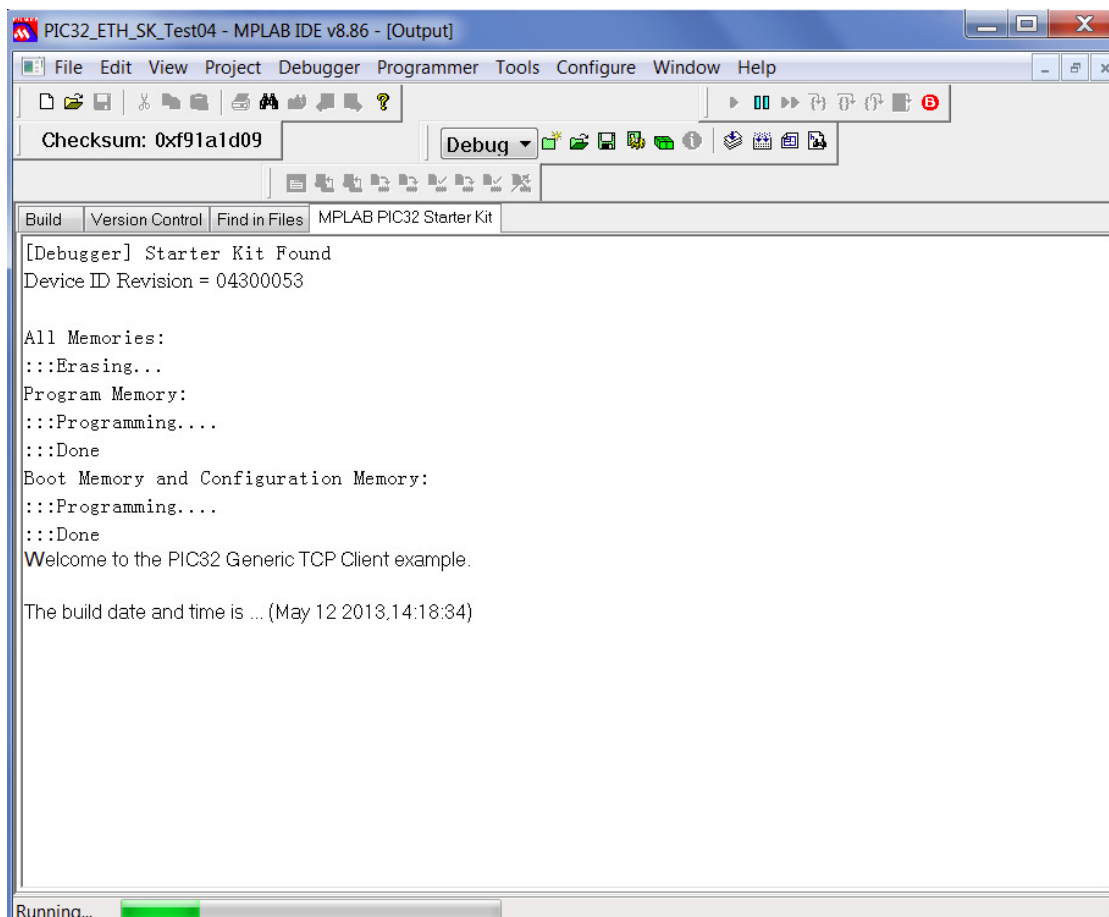 PIC32_ETH_SK_Test04 - MPLAB IDE v8.86 - [Output]
File Edit View Project Debugger Programmer Tools Configure Window Help
Checksum: 0xf91a1d09
Debug
Build Version Control Find in Files MPLAB PIC32 Starter Kit
[Debugger] Starter Kit Found
Device ID Revision = 04300053
All Memories:
:::Erasing...
Program Memory:
:::Programming....
:::Done
Boot Memory and Configuration Memory:
:::Programming....
:::Done
Welcome to the PIC32 Generic TCP Client example.
The build date and time is ... (May 12 2013,14:18:34)
Running...